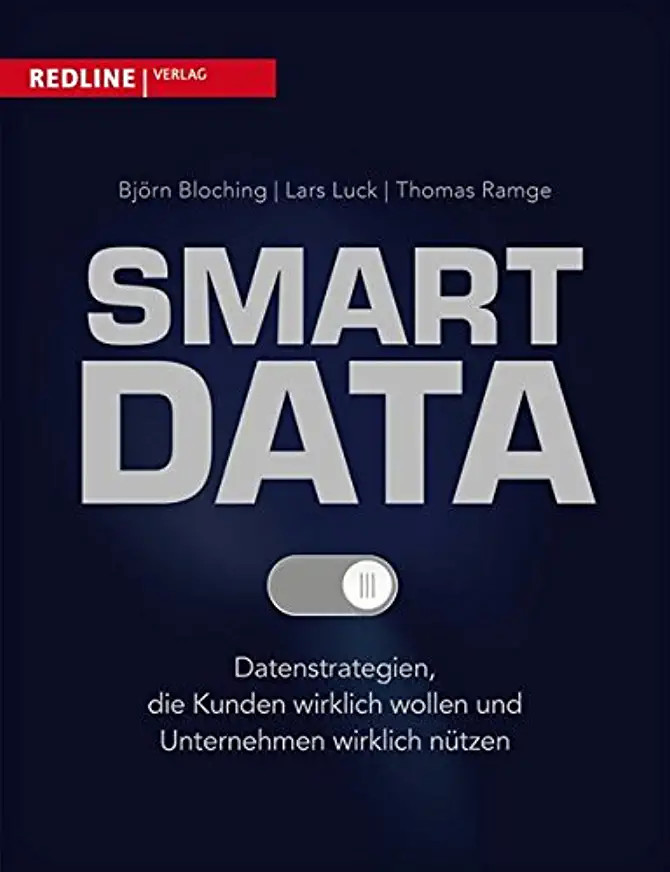 REDLINE | VERLAG
Björn Bloching | Lars Luck | Thomas Ramge
SMART
DATA
Datenstrategien,
die Kunden wirklich wollen und
Unternehmen wirklich nützen